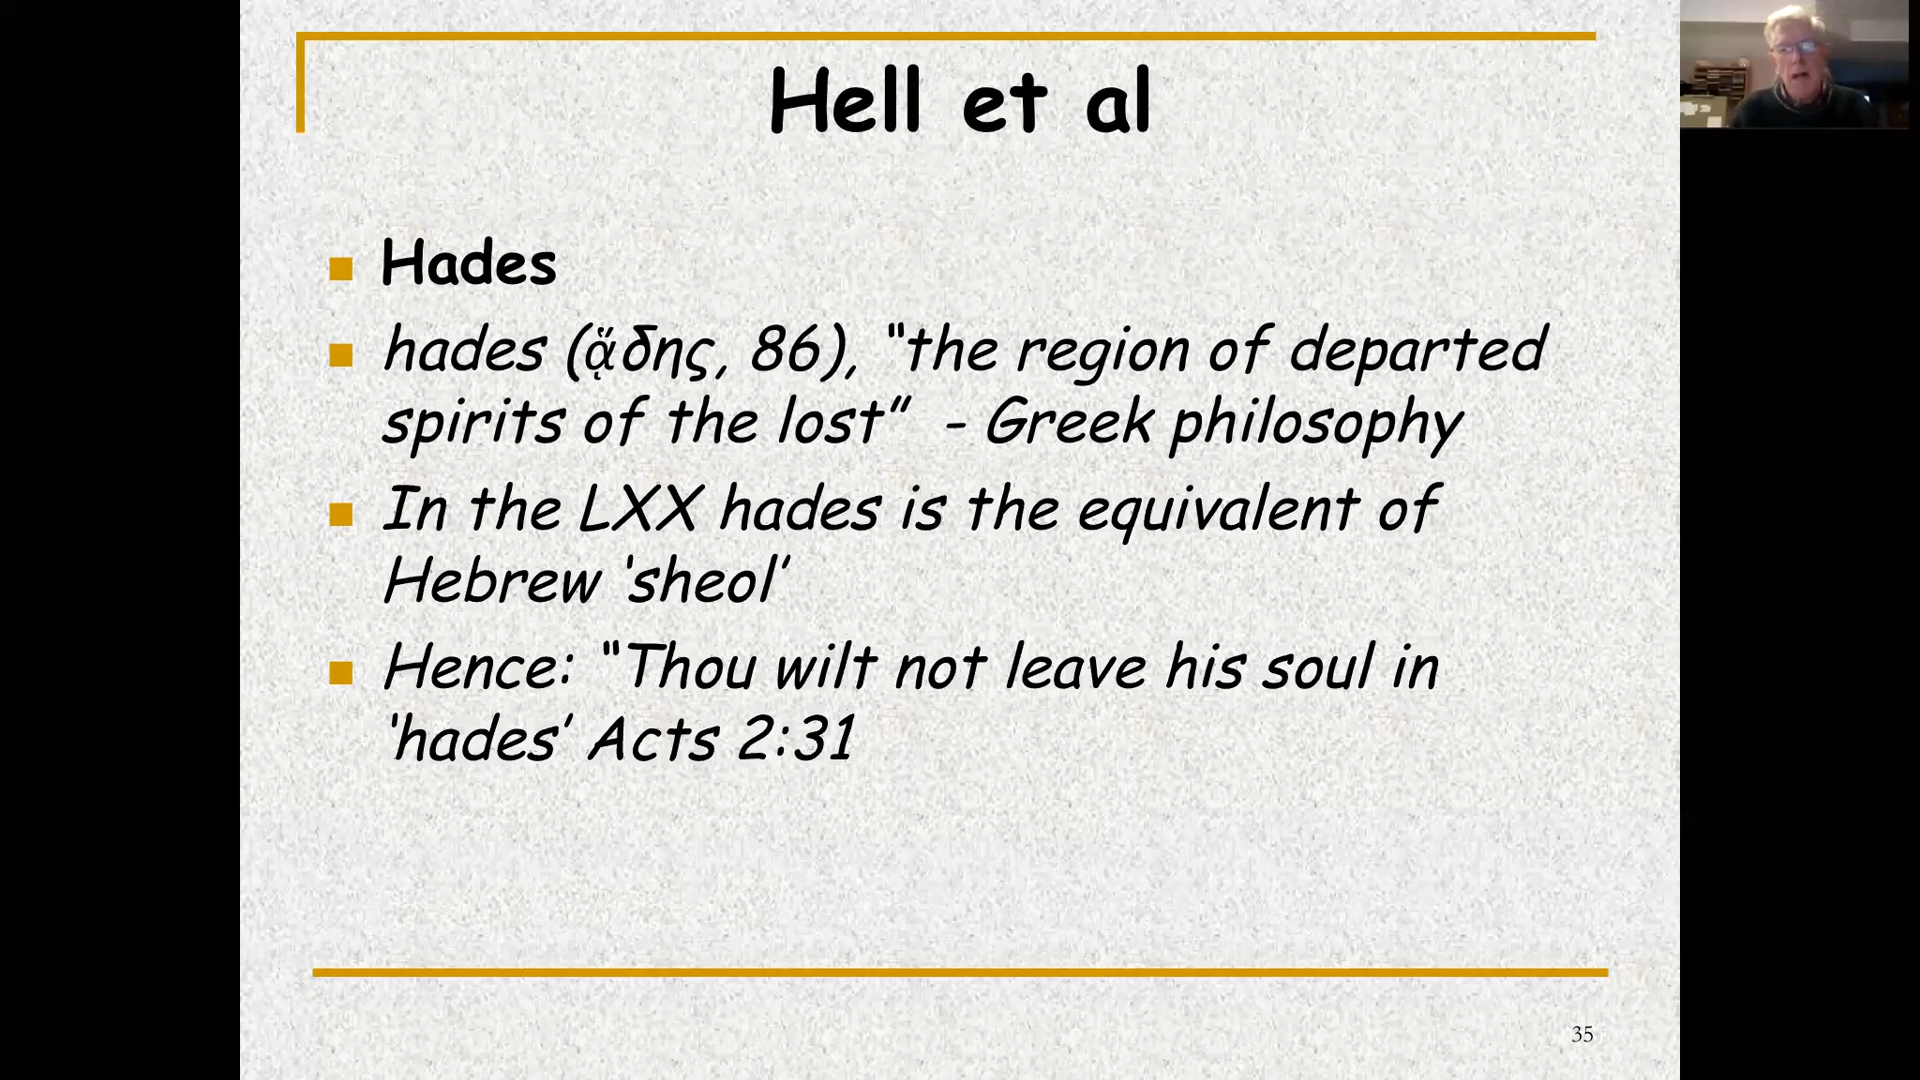 Hell et al
Hades
hades (ᾅδης, 86), “the region of departed
spirits of the lost” - Greek philosophy
In the LXX hades is the equivalent of
Hebrew ‘sheol’
Hence: “Thou wilt not leave his soul in
‘hades’ Acts 2:31
35